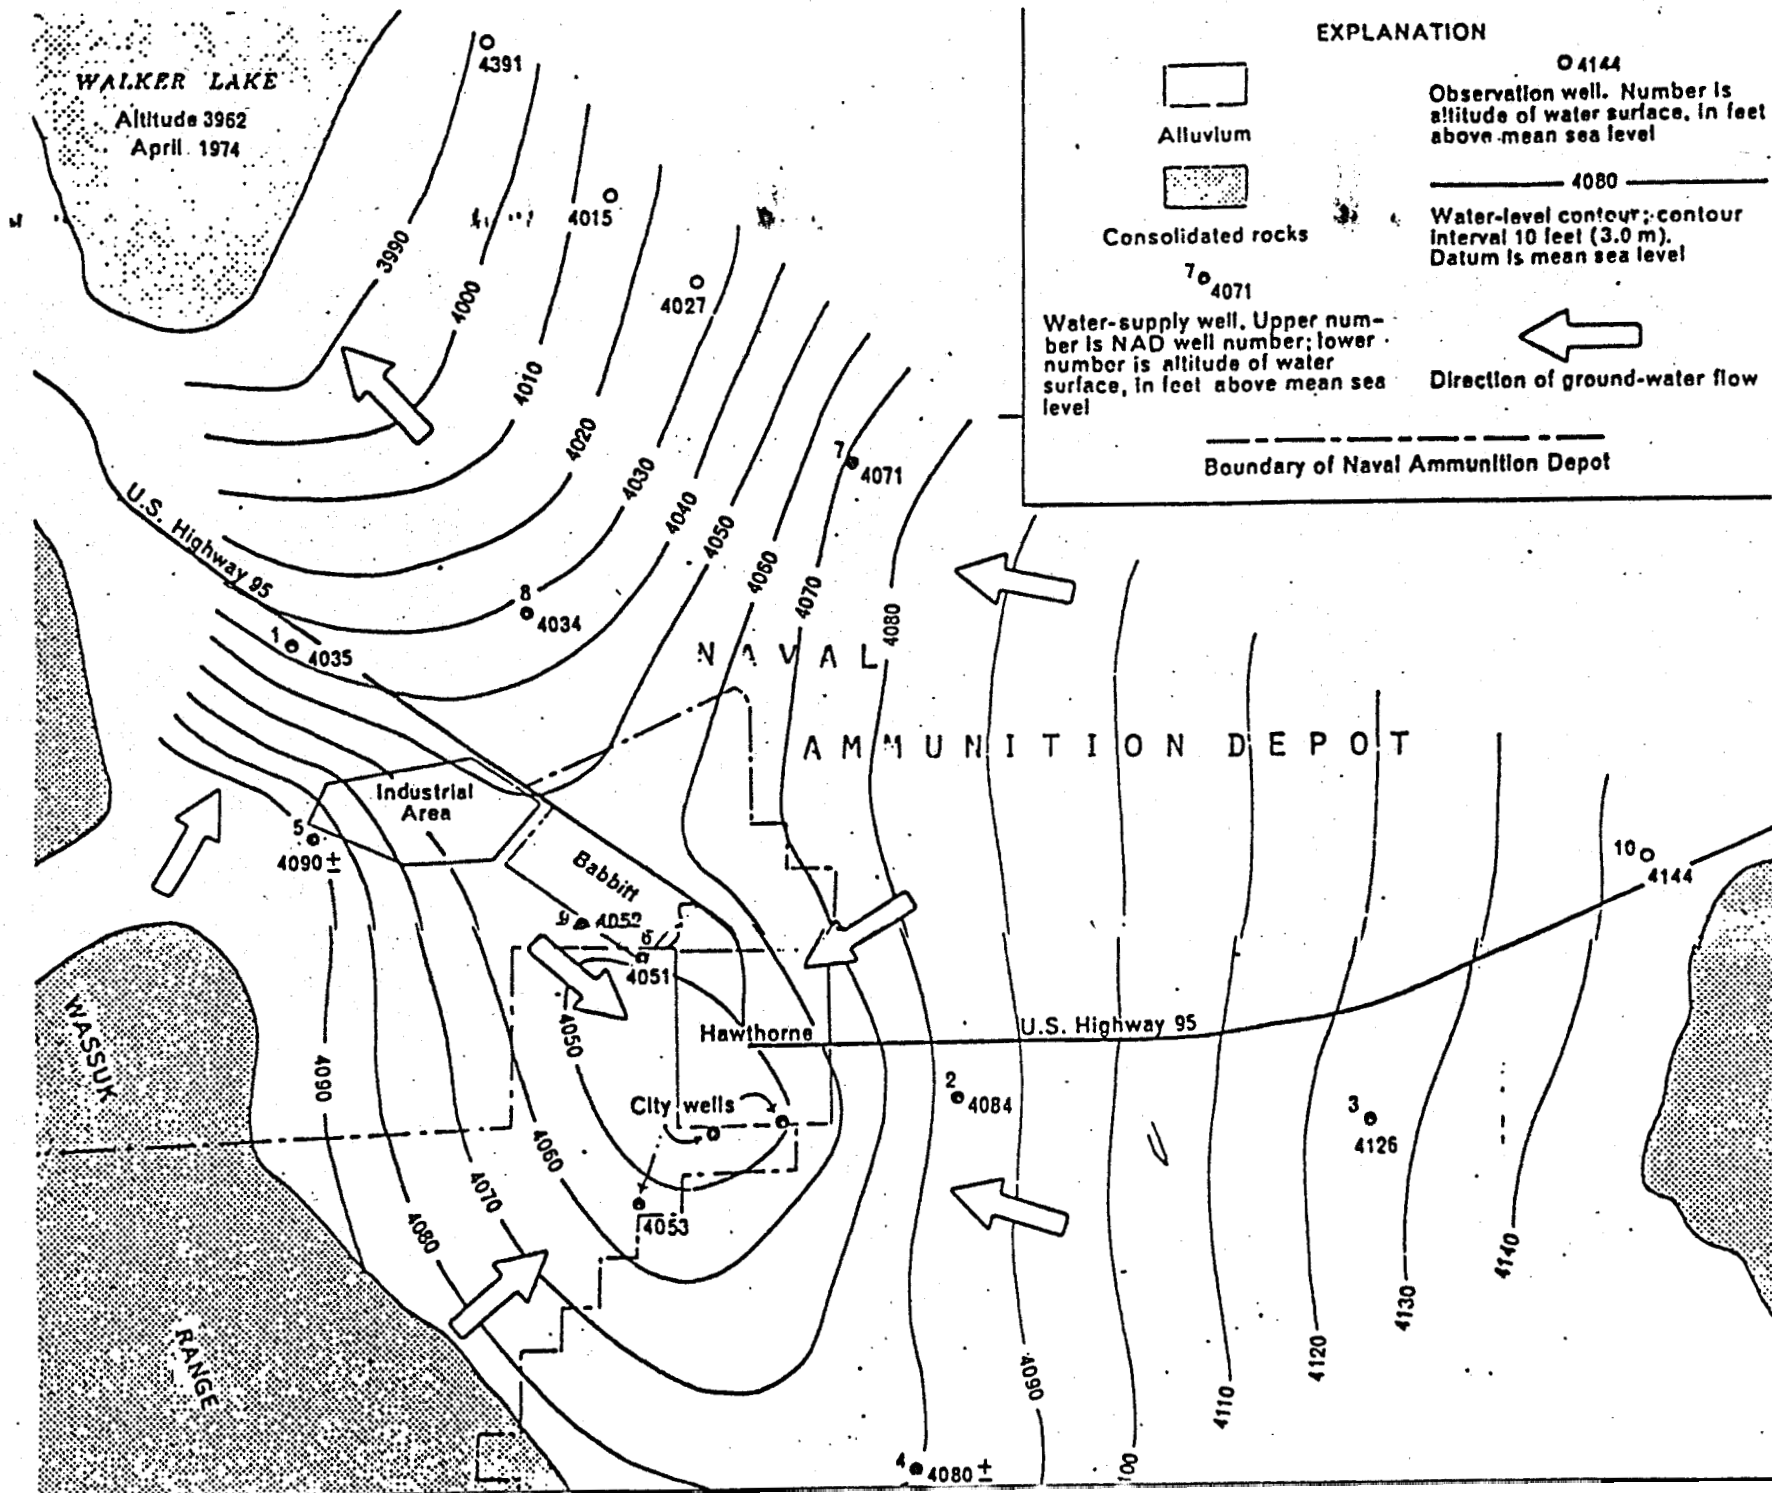 WALKER LAKE
Altitude 3962
April 1974
4391
4015
4027
3990
4000
4010
4020
4030
4040
4050
4060
4070
4080
7
4071
U.S. Highway 95
8
4034
1
4035
NAVAL
AMMUNITION DEPOT
Industrial
Area
5
4090 ±
Babbitt
9 4052
6
4051
10
4144
Hawthorne
U.S. Highway 95
4050
City wells
2
4084
3
4126
4053
WASSUK
RANGE
4090
4080
4070
4060
4 4080 ±
4090
100
4110
4120
4130
4140
EXPLANATION
Alluvium
Consolidated rocks
7
4071
Water-supply well. Upper num-
ber is NAD well number; lower
number is altitude of water
surface, in feet above mean sea
level
4144
Observation well. Number is
altitude of water surface, in feet
above mean sea level
4080
Water-level contour; contour
interval 10 feet (3.0 m).
Datum is mean sea level
Direction of ground-water flow
Boundary of Naval Ammunition Depot